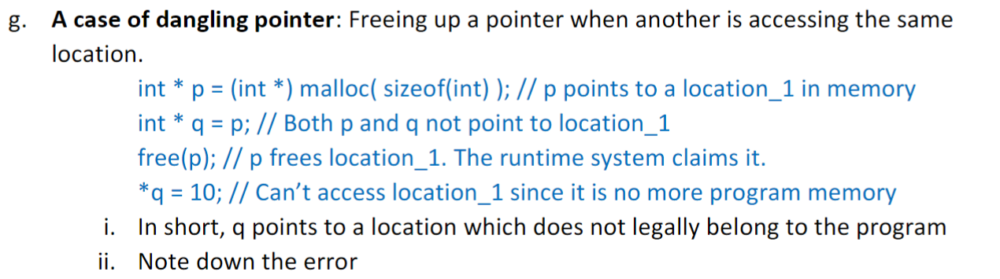 g. A case of dangling pointer: Freeing up a pointer when another is accessing the same
location.
int * p = (int *) malloc( sizeof(int) ); // p points to a location_1 in memory
int * q = p; // Both p and q not point to location_1
free(p); // p frees location_1. The runtime system claims it.
*q = 10; // Can’t access location_1 since it is no more program memory
i. In short, q points to a location which does not legally belong to the program
ii. Note down the error